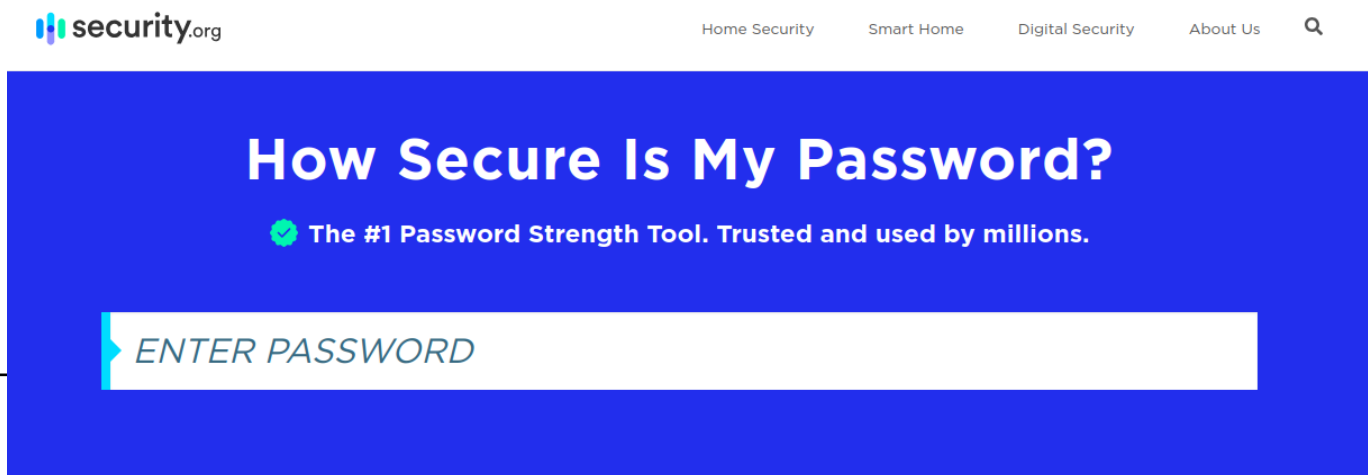 security.org
Home Security Smart Home Digital Security About Us
How Secure Is My Password?
The #1 Password Strength Tool. Trusted and used by millions.
ENTER PASSWORD